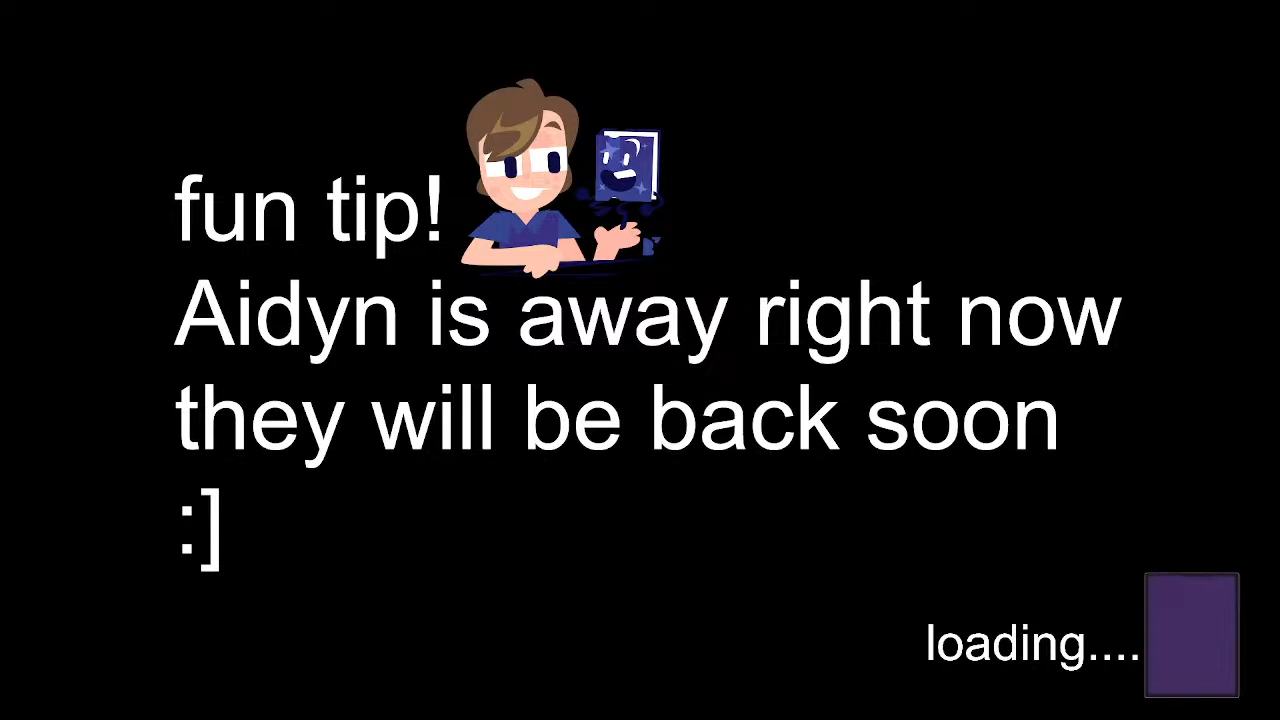 fun tip!
Aidyn is away right now
they will be back soon
:]
loading....